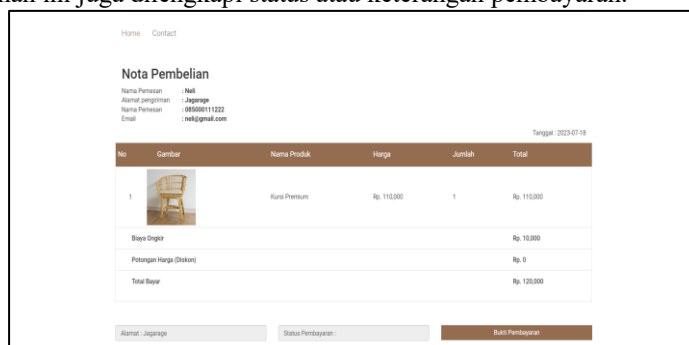 ini juga dilengkapi status atau keterangan pembayaran.
Home Contact
Nota Pembelian
Nama Pemesan : Neli
Alamat pengiriman : Jagarage
Nama Pemesan : 085000111222
Email : neli@gmail.com
Tanggal : 2023-07-18
No Gambar Nama Produk Harga Jumlah Total
1 Kursi Premium Rp. 110,000 1 Rp. 110,000
Biaya Ongkir Rp. 10,000
Potongan Harga (Diskon) Rp. 0
Total Bayar Rp. 120,000
Alamat : Jagarage Status Pembayaran : Bukti Pembayaran